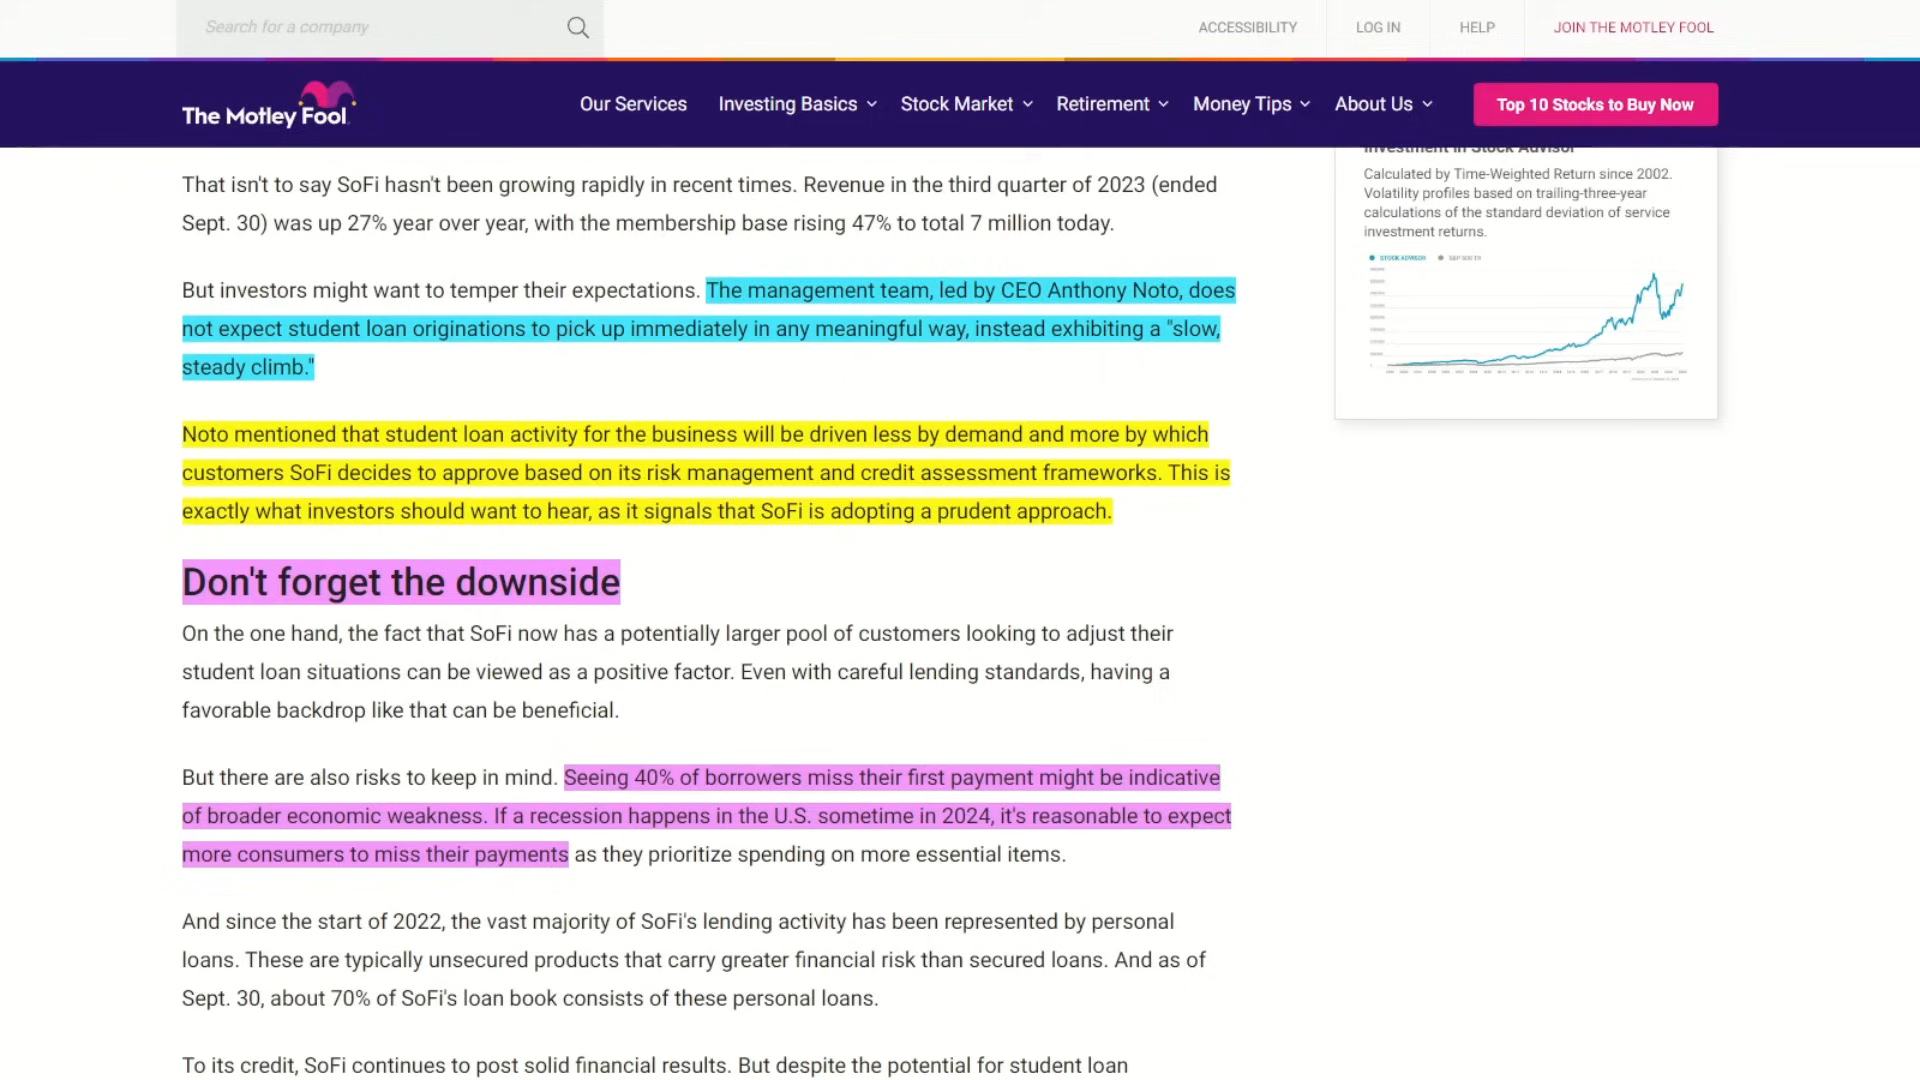 Search for a company
ACCESSIBILITY
LOG IN
HELP
JOIN THE MOTLEY FOOL
The Motley Fool
Our Services
Investing Basics
Stock Market
Retirement
Money Tips
About Us
Top 10 Stocks to Buy Now
That isn't to say SoFi hasn't been growing rapidly in recent times. Revenue in the third quarter of 2023 (ended
Sept. 30) was up 27% year over year, with the membership base rising 47% to total 7 million today.
But investors might want to temper their expectations. The management team, led by CEO Anthony Noto, does
not expect student loan originations to pick up immediately in any meaningful way, instead exhibiting a "slow,
steady climb."
Noto mentioned that student loan activity for the business will be driven less by demand and more by which
customers SoFi decides to approve based on its risk management and credit assessment frameworks. This is
exactly what investors should want to hear, as it signals that SoFi is adopting a prudent approach.
Don't forget the downside
On the one hand, the fact that SoFi now has a potentially larger pool of customers looking to adjust their
student loan situations can be viewed as a positive factor. Even with careful lending standards, having a
favorable backdrop like that can be beneficial.
But there are also risks to keep in mind. Seeing 40% of borrowers miss their first payment might be indicative
of broader economic weakness. If a recession happens in the U.S. sometime in 2024, it's reasonable to expect
more consumers to miss their payments as they prioritize spending on more essential items.
And since the start of 2022, the vast majority of SoFi's lending activity has been represented by personal
loans. These are typically unsecured products that carry greater financial risk than secured loans. And as of
Sept. 30, about 70% of SoFi's loan book consists of these personal loans.
To its credit, SoFi continues to post solid financial results. But despite the potential for student loan
Investment in Stock Advisor
Calculated by Time-Weighted Return since 2002.
Volatility profiles based on trailing-three-year
calculations of the standard deviation of service
investment returns.
STOCK ADVISOR